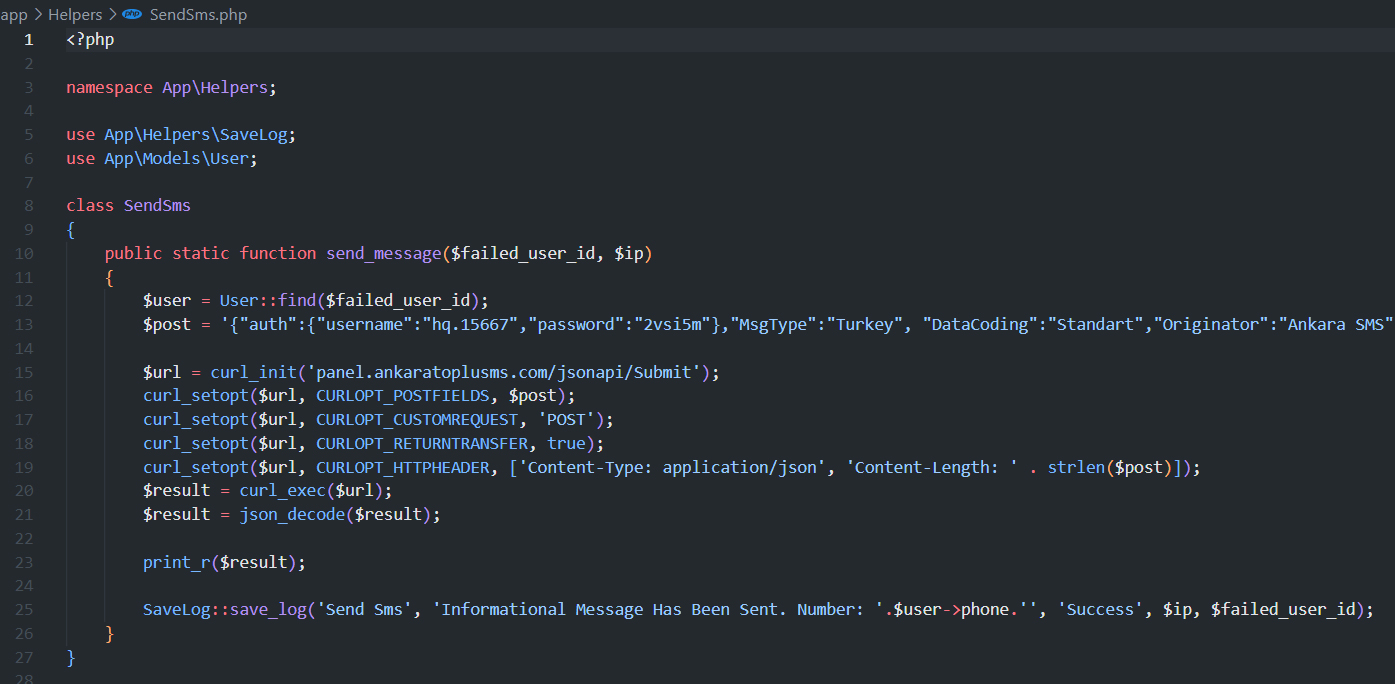 app > Helpers > php SendSms.php
1 <?php
2
3 namespace App\Helpers;
4
5 use App\Helpers\SaveLog;
6 use App\Models\User;
7
8 class SendSms
9 {
10 public static function send_message($failed_user_id, $ip)
11 {
12 $user = User::find($failed_user_id);
13 $post = '{"auth":{"username":"hq.15667","password":"2vsi5m"},"MsgType":"Turkey", "DataCoding":"Standart","Originator":"Ankara SMS"
14
15 $url = curl_init('panel.ankaratoplusms.com/jsonapi/Submit');
16 curl_setopt($url, CURLOPT_POSTFIELDS, $post);
17 curl_setopt($url, CURLOPT_CUSTOMREQUEST, 'POST');
18 curl_setopt($url, CURLOPT_RETURNTRANSFER, true);
19 curl_setopt($url, CURLOPT_HTTPHEADER, ['Content-Type: application/json', 'Content-Length: ' . strlen($post)]);
20 $result = curl_exec($url);
21 $result = json_decode($result);
22
23 print_r($result);
24
25 SaveLog::save_log('Send Sms', 'Informational Message Has Been Sent. Number: '.$user->phone.'', 'Success', $ip, $failed_user_id);
26 }
27 }
28